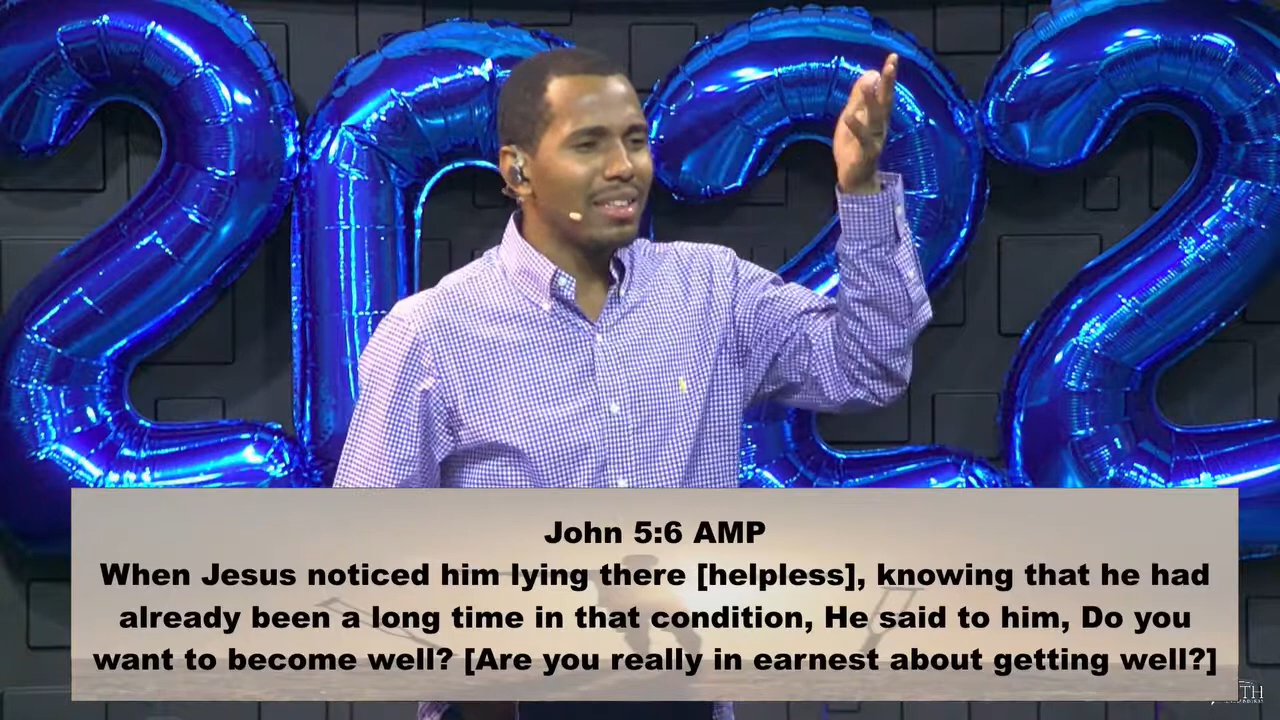 2022
John 5:6 AMP
When Jesus noticed him lying there [helpless], knowing that he had
already been a long time in that condition, He said to him, Do you
want to become well? [Are you really in earnest about getting well?]